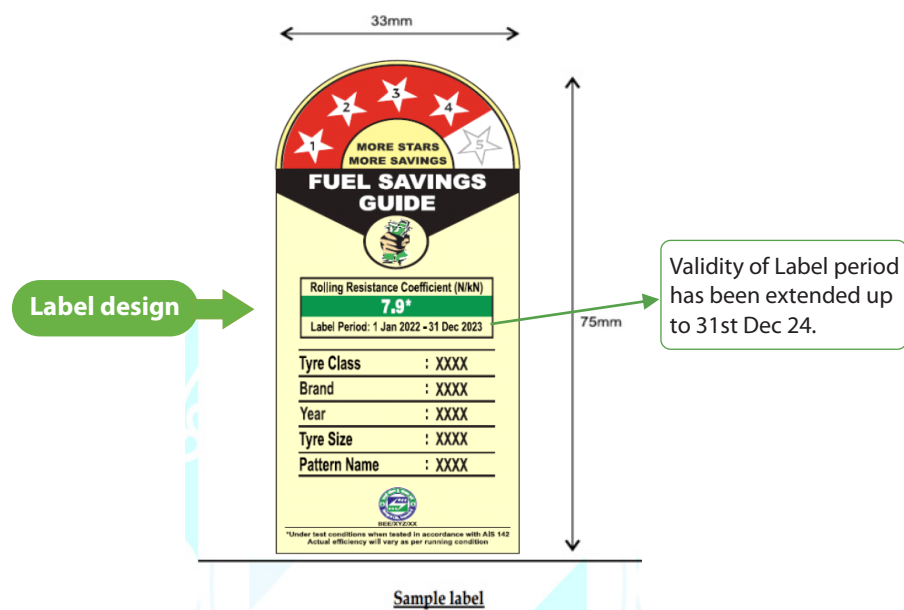 33mm
1
2
3
4
5
MORE STARS
MORE SAVINGS
FUEL SAVINGS
GUIDE
Rolling Resistance Coefficient (N/kN)
7.9*
Label Period: 1 Jan 2022 - 31 Dec 2023
Label design
Validity of Label period
has been extended up
to 31st Dec 24.
75mm
Tyre Class : XXXX
Brand : XXXX
Year : XXXX
Tyre Size : XXXX
Pattern Name : XXXX
BEE/XYZ/XX
*Under test conditions when tested in accordance with AIS 142
Actual efficiency will vary as per running condition
Sample label